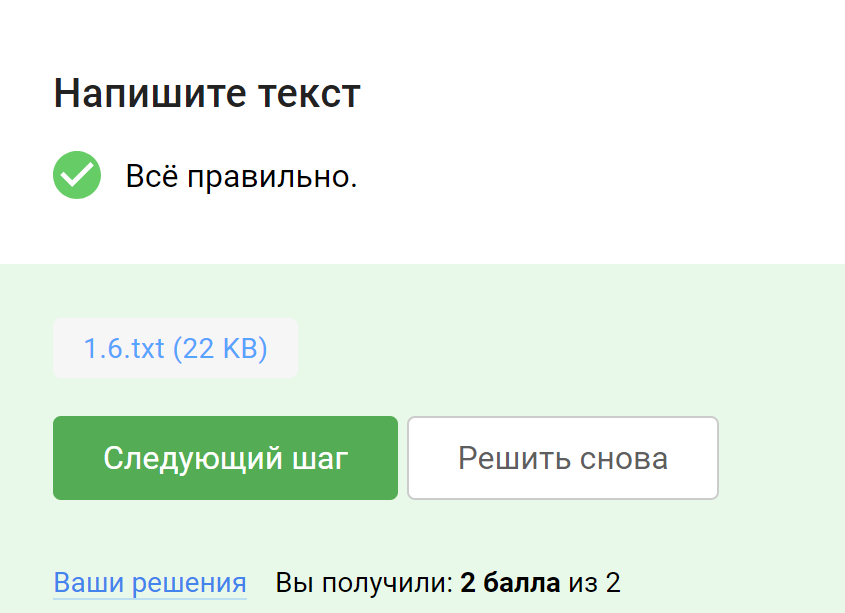 Напишите текст
Всё правильно.
1.6.txt (22 KB)
Следующий шаг Решить снова
Ваши решения Вы получили: 2 балла из 2